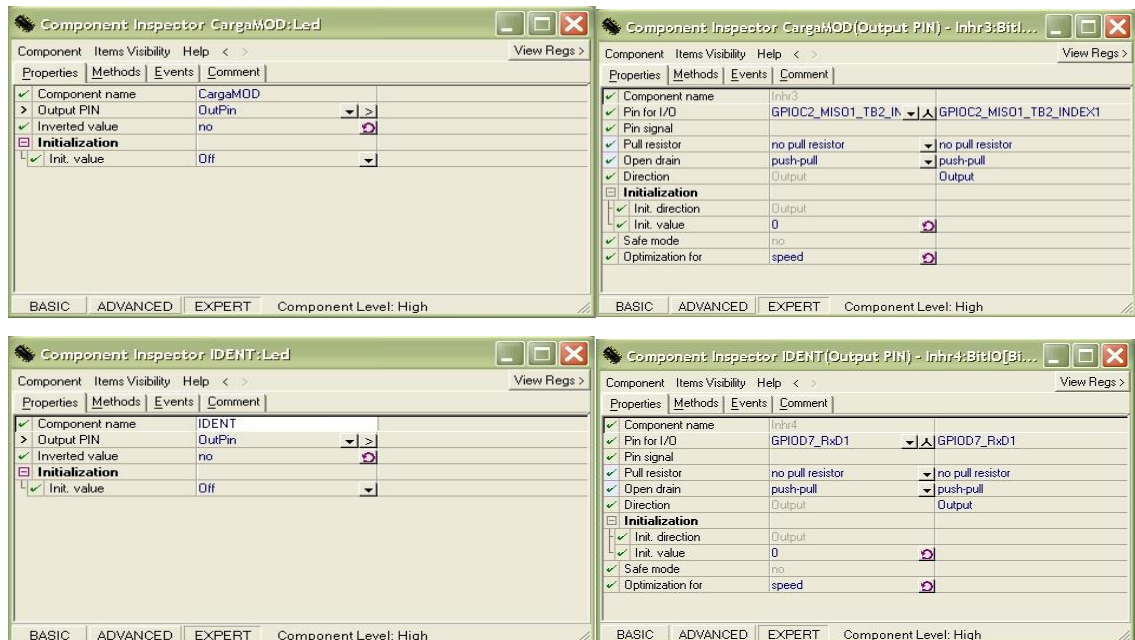 Component Inspector CargaMOD:Led
Component Items Visibility Help < > View Regs >
Properties Methods Events Comment
Component name CargaMOD
> Output PIN OutPin >
Inverted value no
Initialization
Init. value Off
BASIC ADVANCED EXPERT Component Level: High
Component Inspector CargaMOD(Output PIN) - Inhr3:BitI...
Component Items Visibility Help < > View Regs >
Properties Methods Events Comment
Component name Inhr3
Pin for I/O GPIOC2_MISO1_TB2_IN GPIOC2_MISO1_TB2_INDEX1
Pin signal
Pull resistor no pull resistor no pull resistor
Open drain push-pull push-pull
Direction Output Output
Initialization
Init. direction Output
Init. value 0
Safe mode no
Optimization for speed
BASIC ADVANCED EXPERT Component Level: High
Component Inspector IDENT:Led
Component Items Visibility Help < > View Regs >
Properties Methods Events Comment
Component name IDENT
> Output PIN OutPin >
Inverted value no
Initialization
Init. value Off
BASIC ADVANCED EXPERT Component Level: High
Component Inspector IDENT(Output PIN) - Inhr4:BitIO[Bi...
Component Items Visibility Help < > View Regs >
Properties Methods Events Comment
Component name Inhr4
Pin for I/O GPIOD7_RxD1 GPIOD7_RxD1
Pin signal
Pull resistor no pull resistor no pull resistor
Open drain push-pull push-pull
Direction Output Output
Initialization
Init. direction Output
Init. value 0
Safe mode no
Optimization for speed
BASIC ADVANCED EXPERT Component Level: High